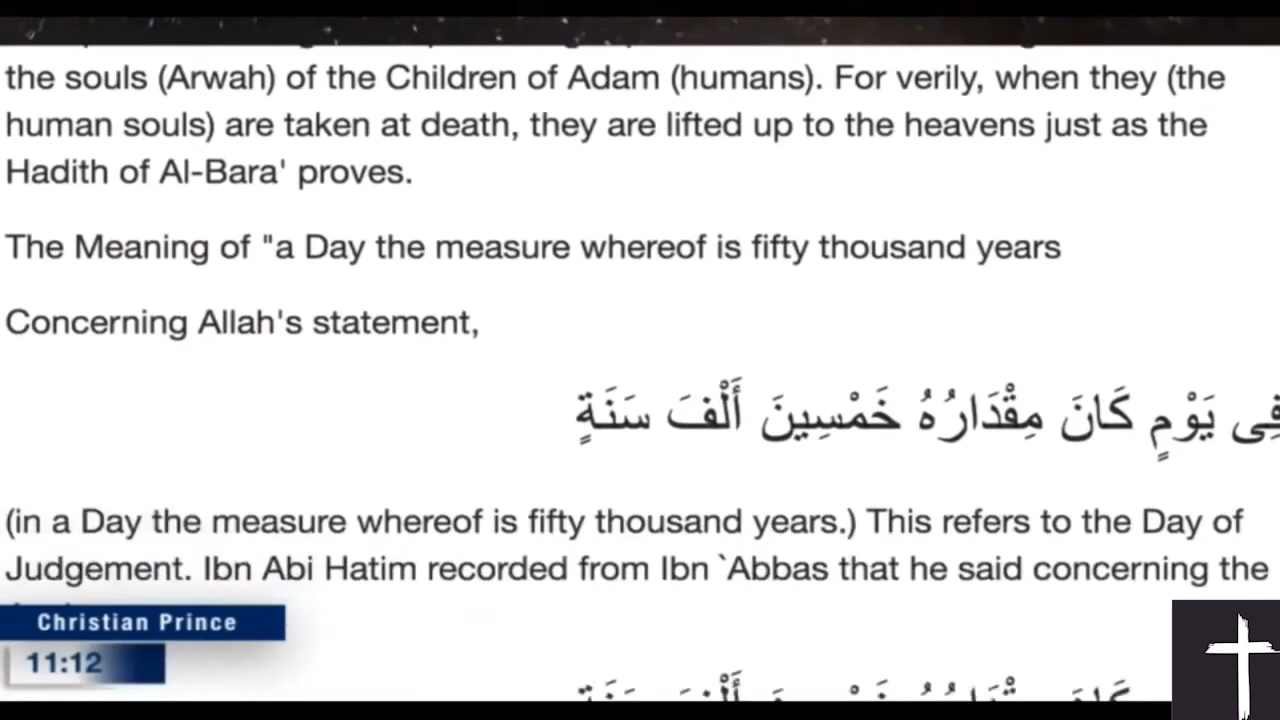 the souls (Arwah) of the Children of Adam (humans). For verily, when they (the
human souls) are taken at death, they are lifted up to the heavens just as the
Hadith of Al-Bara' proves.
The Meaning of "a Day the measure whereof is fifty thousand years
Concerning Allah's statement,
فِى يَوْمٍ كَانَ مِقْدَارُهُ خَمْسِينَ أَلْفَ سَنَةٍ
(in a Day the measure whereof is fifty thousand years.) This refers to the Day of
Judgement. Ibn Abi Hatim recorded from Ibn `Abbas that he said concerning the
Christian Prince
11:12